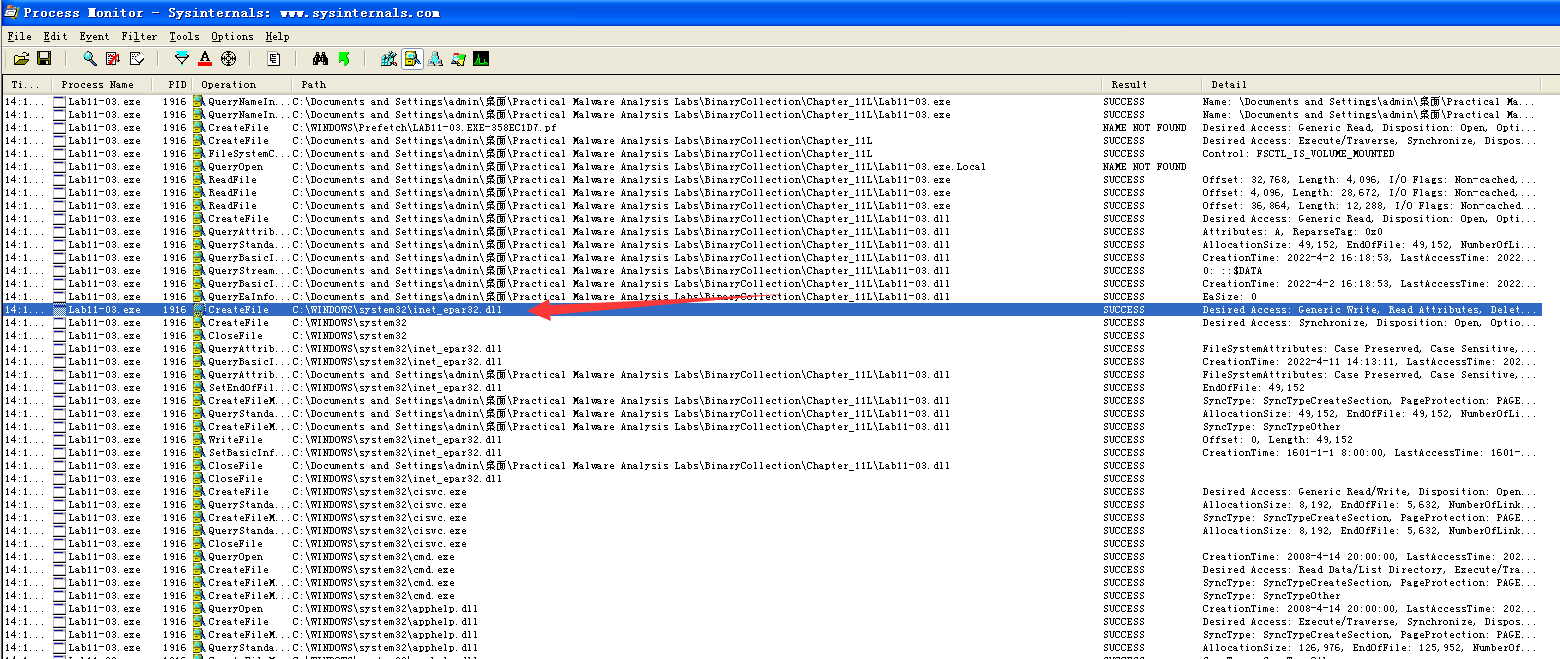 Process Monitor - Sysinternals: www.sysinternals.com
File Edit Event Filter Tools Options Help
Ti... Process Name PID Operation Path Result Detail
14:1... Lab11-03.exe 1916 QueryNameIn... C:\Documents and Settings\admin\桌面\Practical Malware Analysis Labs\BinaryCollection\Chapter_11L\Lab11-03.exe SUCCESS Name: \Documents and Settings\admin\桌面\Practical Ma...
14:1... Lab11-03.exe 1916 QueryNameIn... C:\Documents and Settings\admin\桌面\Practical Malware Analysis Labs\BinaryCollection\Chapter_11L\Lab11-03.exe SUCCESS Name: \Documents and Settings\admin\桌面\Practical Ma...
14:1... Lab11-03.exe 1916 CreateFile C:\WINDOWS\Prefetch\LAB11-03.EXE-358EC1D7.pf NAME NOT FOUND Desired Access: Generic Read, Disposition: Open, Opti...
14:1... Lab11-03.exe 1916 CreateFile C:\Documents and Settings\admin\桌面\Practical Malware Analysis Labs\BinaryCollection\Chapter_11L SUCCESS Desired Access: Execute/Traverse, Synchronize, Dispos...
14:1... Lab11-03.exe 1916 FileSystemC... C:\Documents and Settings\admin\桌面\Practical Malware Analysis Labs\BinaryCollection\Chapter_11L SUCCESS Control: FSCTL_IS_VOLUME_MOUNTED
14:1... Lab11-03.exe 1916 QueryOpen C:\Documents and Settings\admin\桌面\Practical Malware Analysis Labs\BinaryCollection\Chapter_11L\Lab11-03.exe.Local NAME NOT FOUND
14:1... Lab11-03.exe 1916 ReadFile C:\Documents and Settings\admin\桌面\Practical Malware Analysis Labs\BinaryCollection\Chapter_11L\Lab11-03.exe SUCCESS Offset: 32,768, Length: 4,096, I/O Flags: Non-cached,...
14:1... Lab11-03.exe 1916 ReadFile C:\Documents and Settings\admin\桌面\Practical Malware Analysis Labs\BinaryCollection\Chapter_11L\Lab11-03.exe SUCCESS Offset: 4,096, Length: 28,672, I/O Flags: Non-cached,...
14:1... Lab11-03.exe 1916 ReadFile C:\Documents and Settings\admin\桌面\Practical Malware Analysis Labs\BinaryCollection\Chapter_11L\Lab11-03.exe SUCCESS Offset: 36,864, Length: 12,288, I/O Flags: Non-cached...
14:1... Lab11-03.exe 1916 CreateFile C:\Documents and Settings\admin\桌面\Practical Malware Analysis Labs\BinaryCollection\Chapter_11L\Lab11-03.dll SUCCESS Desired Access: Generic Read, Disposition: Open, Opti...
14:1... Lab11-03.exe 1916 QueryAttrib... C:\Documents and Settings\admin\桌面\Practical Malware Analysis Labs\BinaryCollection\Chapter_11L\Lab11-03.dll SUCCESS Attributes: A, ReparseTag: 0x0
14:1... Lab11-03.exe 1916 QueryStanda... C:\Documents and Settings\admin\桌面\Practical Malware Analysis Labs\BinaryCollection\Chapter_11L\Lab11-03.dll SUCCESS AllocationSize: 49,152, EndOfFile: 49,152, NumberOfLi...
14:1... Lab11-03.exe 1916 QueryBasicI... C:\Documents and Settings\admin\桌面\Practical Malware Analysis Labs\BinaryCollection\Chapter_11L\Lab11-03.dll SUCCESS CreationTime: 2022-4-2 16:18:53, LastAccessTime: 2022...
14:1... Lab11-03.exe 1916 QueryStream... C:\Documents and Settings\admin\桌面\Practical Malware Analysis Labs\BinaryCollection\Chapter_11L\Lab11-03.dll SUCCESS 0: ::$DATA
14:1... Lab11-03.exe 1916 QueryBasicI... C:\Documents and Settings\admin\桌面\Practical Malware Analysis Labs\BinaryCollection\Chapter_11L\Lab11-03.dll SUCCESS CreationTime: 2022-4-2 16:18:53, LastAccessTime: 2022...
14:1... Lab11-03.exe 1916 QueryEaInfo... C:\Documents and Settings\admin\桌面\Practical Malware Analysis Labs\BinaryCollection\Chapter_11L\Lab11-03.dll SUCCESS EaSize: 0
14:1... Lab11-03.exe 1916 CreateFile C:\WINDOWS\system32\inet_epar32.dll SUCCESS Desired Access: Generic Write, Read Attributes, Delet...
14:1... Lab11-03.exe 1916 CreateFile C:\WINDOWS\system32 SUCCESS Desired Access: Synchronize, Disposition: Open, Optio...
14:1... Lab11-03.exe 1916 CloseFile C:\WINDOWS\system32 SUCCESS
14:1... Lab11-03.exe 1916 QueryAttrib... C:\WINDOWS\system32\inet_epar32.dll SUCCESS FileSystemAttributes: Case Preserved, Case Sensitive,...
14:1... Lab11-03.exe 1916 QueryBasicI... C:\WINDOWS\system32\inet_epar32.dll SUCCESS CreationTime: 2022-4-11 14:13:11, LastAccessTime: 202...
14:1... Lab11-03.exe 1916 QueryAttrib... C:\Documents and Settings\admin\桌面\Practical Malware Analysis Labs\BinaryCollection\Chapter_11L\Lab11-03.dll SUCCESS FileSystemAttributes: Case Preserved, Case Sensitive,...
14:1... Lab11-03.exe 1916 SetEndOfFil... C:\WINDOWS\system32\inet_epar32.dll SUCCESS EndOfFile: 49,152
14:1... Lab11-03.exe 1916 CreateFileM... C:\Documents and Settings\admin\桌面\Practical Malware Analysis Labs\BinaryCollection\Chapter_11L\Lab11-03.dll SUCCESS SyncType: SyncTypeCreateSection, PageProtection: PAGE...
14:1... Lab11-03.exe 1916 QueryStanda... C:\Documents and Settings\admin\桌面\Practical Malware Analysis Labs\BinaryCollection\Chapter_11L\Lab11-03.dll SUCCESS AllocationSize: 49,152, EndOfFile: 49,152, NumberOfLi...
14:1... Lab11-03.exe 1916 CreateFileM... C:\Documents and Settings\admin\桌面\Practical Malware Analysis Labs\BinaryCollection\Chapter_11L\Lab11-03.dll SUCCESS SyncType: SyncTypeOther
14:1... Lab11-03.exe 1916 WriteFile C:\WINDOWS\system32\inet_epar32.dll SUCCESS Offset: 0, Length: 49,152
14:1... Lab11-03.exe 1916 SetBasicInf... C:\WINDOWS\system32\inet_epar32.dll SUCCESS CreationTime: 1601-1-1 8:00:00, LastAccessTime: 1601-...
14:1... Lab11-03.exe 1916 CloseFile C:\Documents and Settings\admin\桌面\Practical Malware Analysis Labs\BinaryCollection\Chapter_11L\Lab11-03.dll SUCCESS
14:1... Lab11-03.exe 1916 CloseFile C:\WINDOWS\system32\inet_epar32.dll SUCCESS
14:1... Lab11-03.exe 1916 CreateFile C:\WINDOWS\system32\cisvc.exe SUCCESS Desired Access: Generic Read/Write, Disposition: Open...
14:1... Lab11-03.exe 1916 QueryStanda... C:\WINDOWS\system32\cisvc.exe SUCCESS AllocationSize: 8,192, EndOfFile: 5,632, NumberOfLink...
14:1... Lab11-03.exe 1916 CreateFileM... C:\WINDOWS\system32\cisvc.exe SUCCESS SyncType: SyncTypeCreateSection, PageProtection: PAGE...
14:1... Lab11-03.exe 1916 QueryStanda... C:\WINDOWS\system32\cisvc.exe SUCCESS AllocationSize: 8,192, EndOfFile: 5,632, NumberOfLink...
14:1... Lab11-03.exe 1916 CloseFile C:\WINDOWS\system32\cisvc.exe SUCCESS
14:1... Lab11-03.exe 1916 QueryOpen C:\WINDOWS\system32\cmd.exe SUCCESS CreationTime: 2008-4-14 20:00:00, LastAccessTime: 202...
14:1... Lab11-03.exe 1916 CreateFile C:\WINDOWS\system32\cmd.exe SUCCESS Desired Access: Read Data/List Directory, Execute/Tra...
14:1... Lab11-03.exe 1916 CreateFileM... C:\WINDOWS\system32\cmd.exe SUCCESS SyncType: SyncTypeCreateSection, PageProtection: PAGE...
14:1... Lab11-03.exe 1916 CreateFileM... C:\WINDOWS\system32\cmd.exe SUCCESS SyncType: SyncTypeOther
14:1... Lab11-03.exe 1916 QueryOpen C:\WINDOWS\system32\apphelp.dll SUCCESS CreationTime: 2008-4-14 20:00:00, LastAccessTime: 202...
14:1... Lab11-03.exe 1916 CreateFile C:\WINDOWS\system32\apphelp.dll SUCCESS Desired Access: Execute/Traverse, Synchronize, Dispos...
14:1... Lab11-03.exe 1916 CreateFileM... C:\WINDOWS\system32\apphelp.dll SUCCESS SyncType: SyncTypeCreateSection, PageProtection: PAGE...
14:1... Lab11-03.exe 1916 QueryStanda... C:\WINDOWS\system32\apphelp.dll SUCCESS AllocationSize: 126,976, EndOfFile: 125,952, NumberOf...